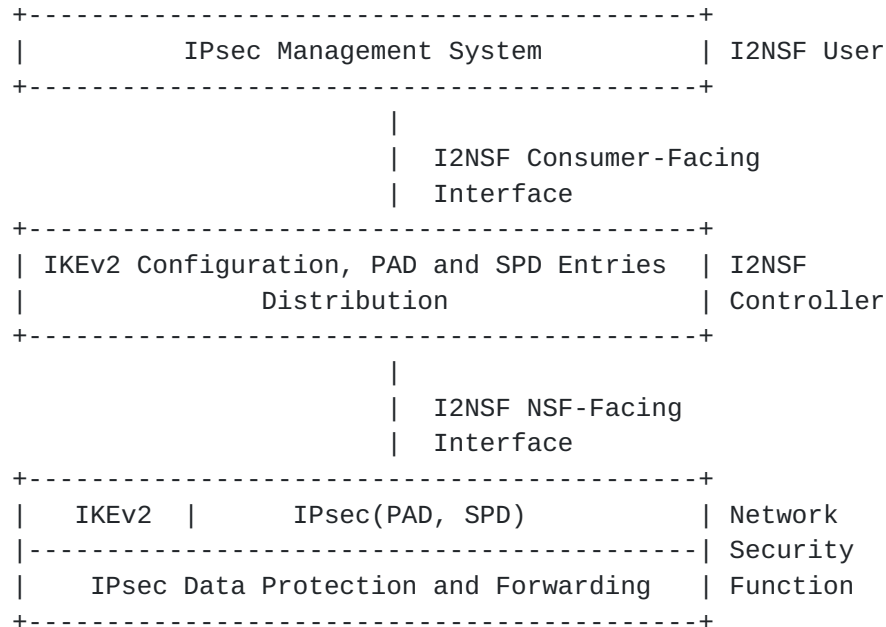 +-------------------------------------------+
|          IPsec Management System          | I2NSF User
+-------------------------------------------+
                        |
                        |  I2NSF Consumer-Facing
                        |  Interface
+-------------------------------------------+
| IKEv2 Configuration, PAD and SPD Entries  | I2NSF
|               Distribution                | Controller
+-------------------------------------------+
                        |
                        |  I2NSF NSF-Facing
                        |  Interface
+-------------------------------------------+
|   IKEv2  |      IPsec(PAD, SPD)           | Network
|-------------------------------------------| Security
|    IPsec Data Protection and Forwarding   | Function
+-------------------------------------------+